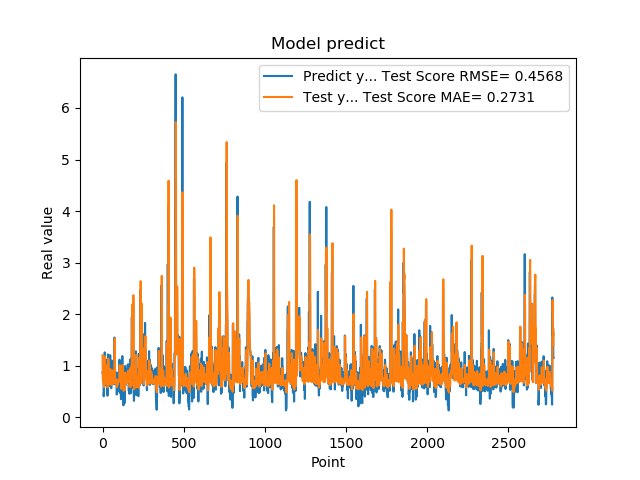 Model predict
Predict y... Test Score RMSE= 0.4568
Test y... Test Score MAE= 0.2731
Real value
6
5
4
3
2
1
0
0 500 1000 1500 2000 2500
Point